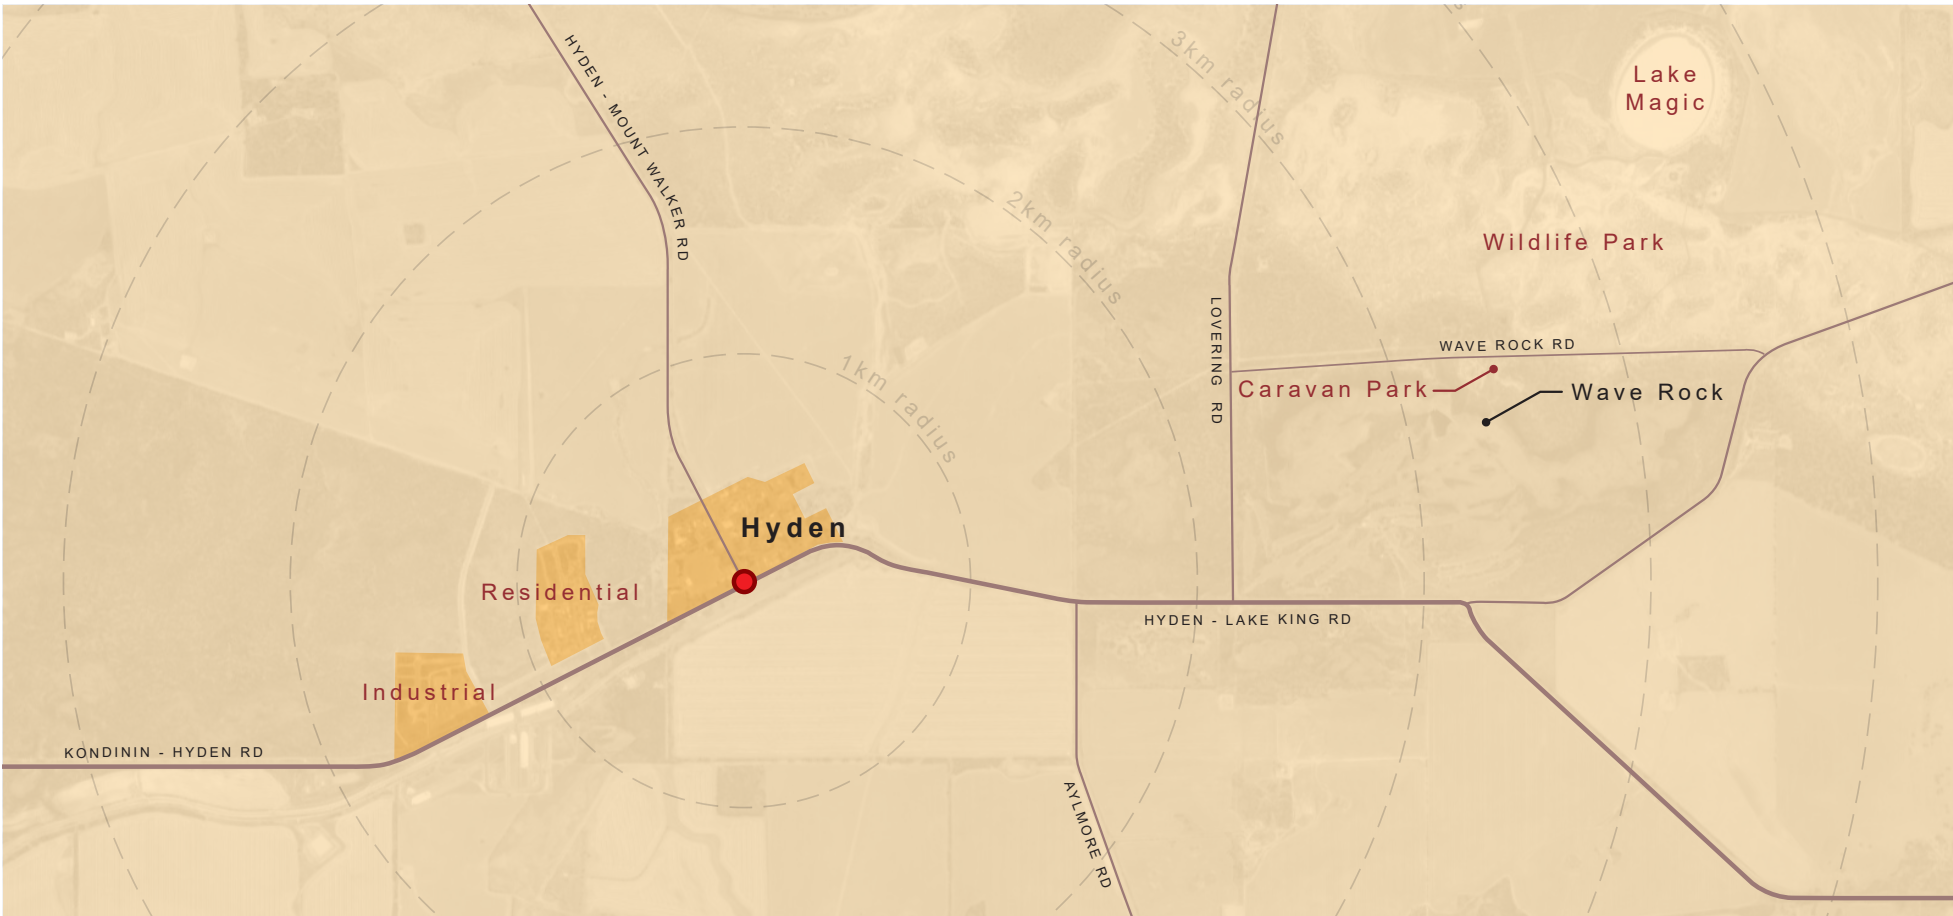 HYDEN - MOUNT WALKER RD
3km radius
Lake
Magic
2km radius
Wildlife Park
LOVERING RD
WAVE ROCK RD
1km radius
Caravan Park
Wave Rock
Hyden
Residential
HYDEN - LAKE KING RD
Industrial
KONDININ - HYDEN RD
AYLMORE RD